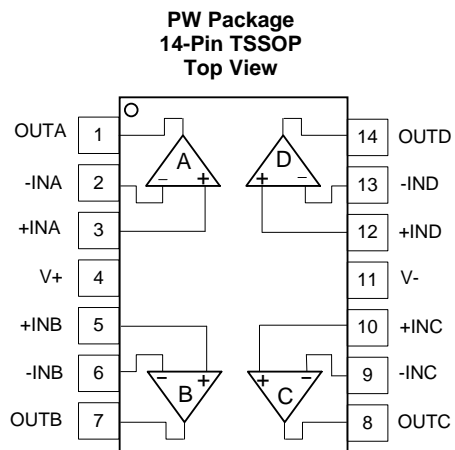 PW Package
14-Pin TSSOP
Top View
OUTA 1 14 OUTD
A D
-INA 2 − + + − 13 -IND
+INA 3 12 +IND
V+ 4 11 V-
+INB 5 10 +INC
-INB 6 − + + − 9 -INC
B C
OUTB 7 8 OUTC